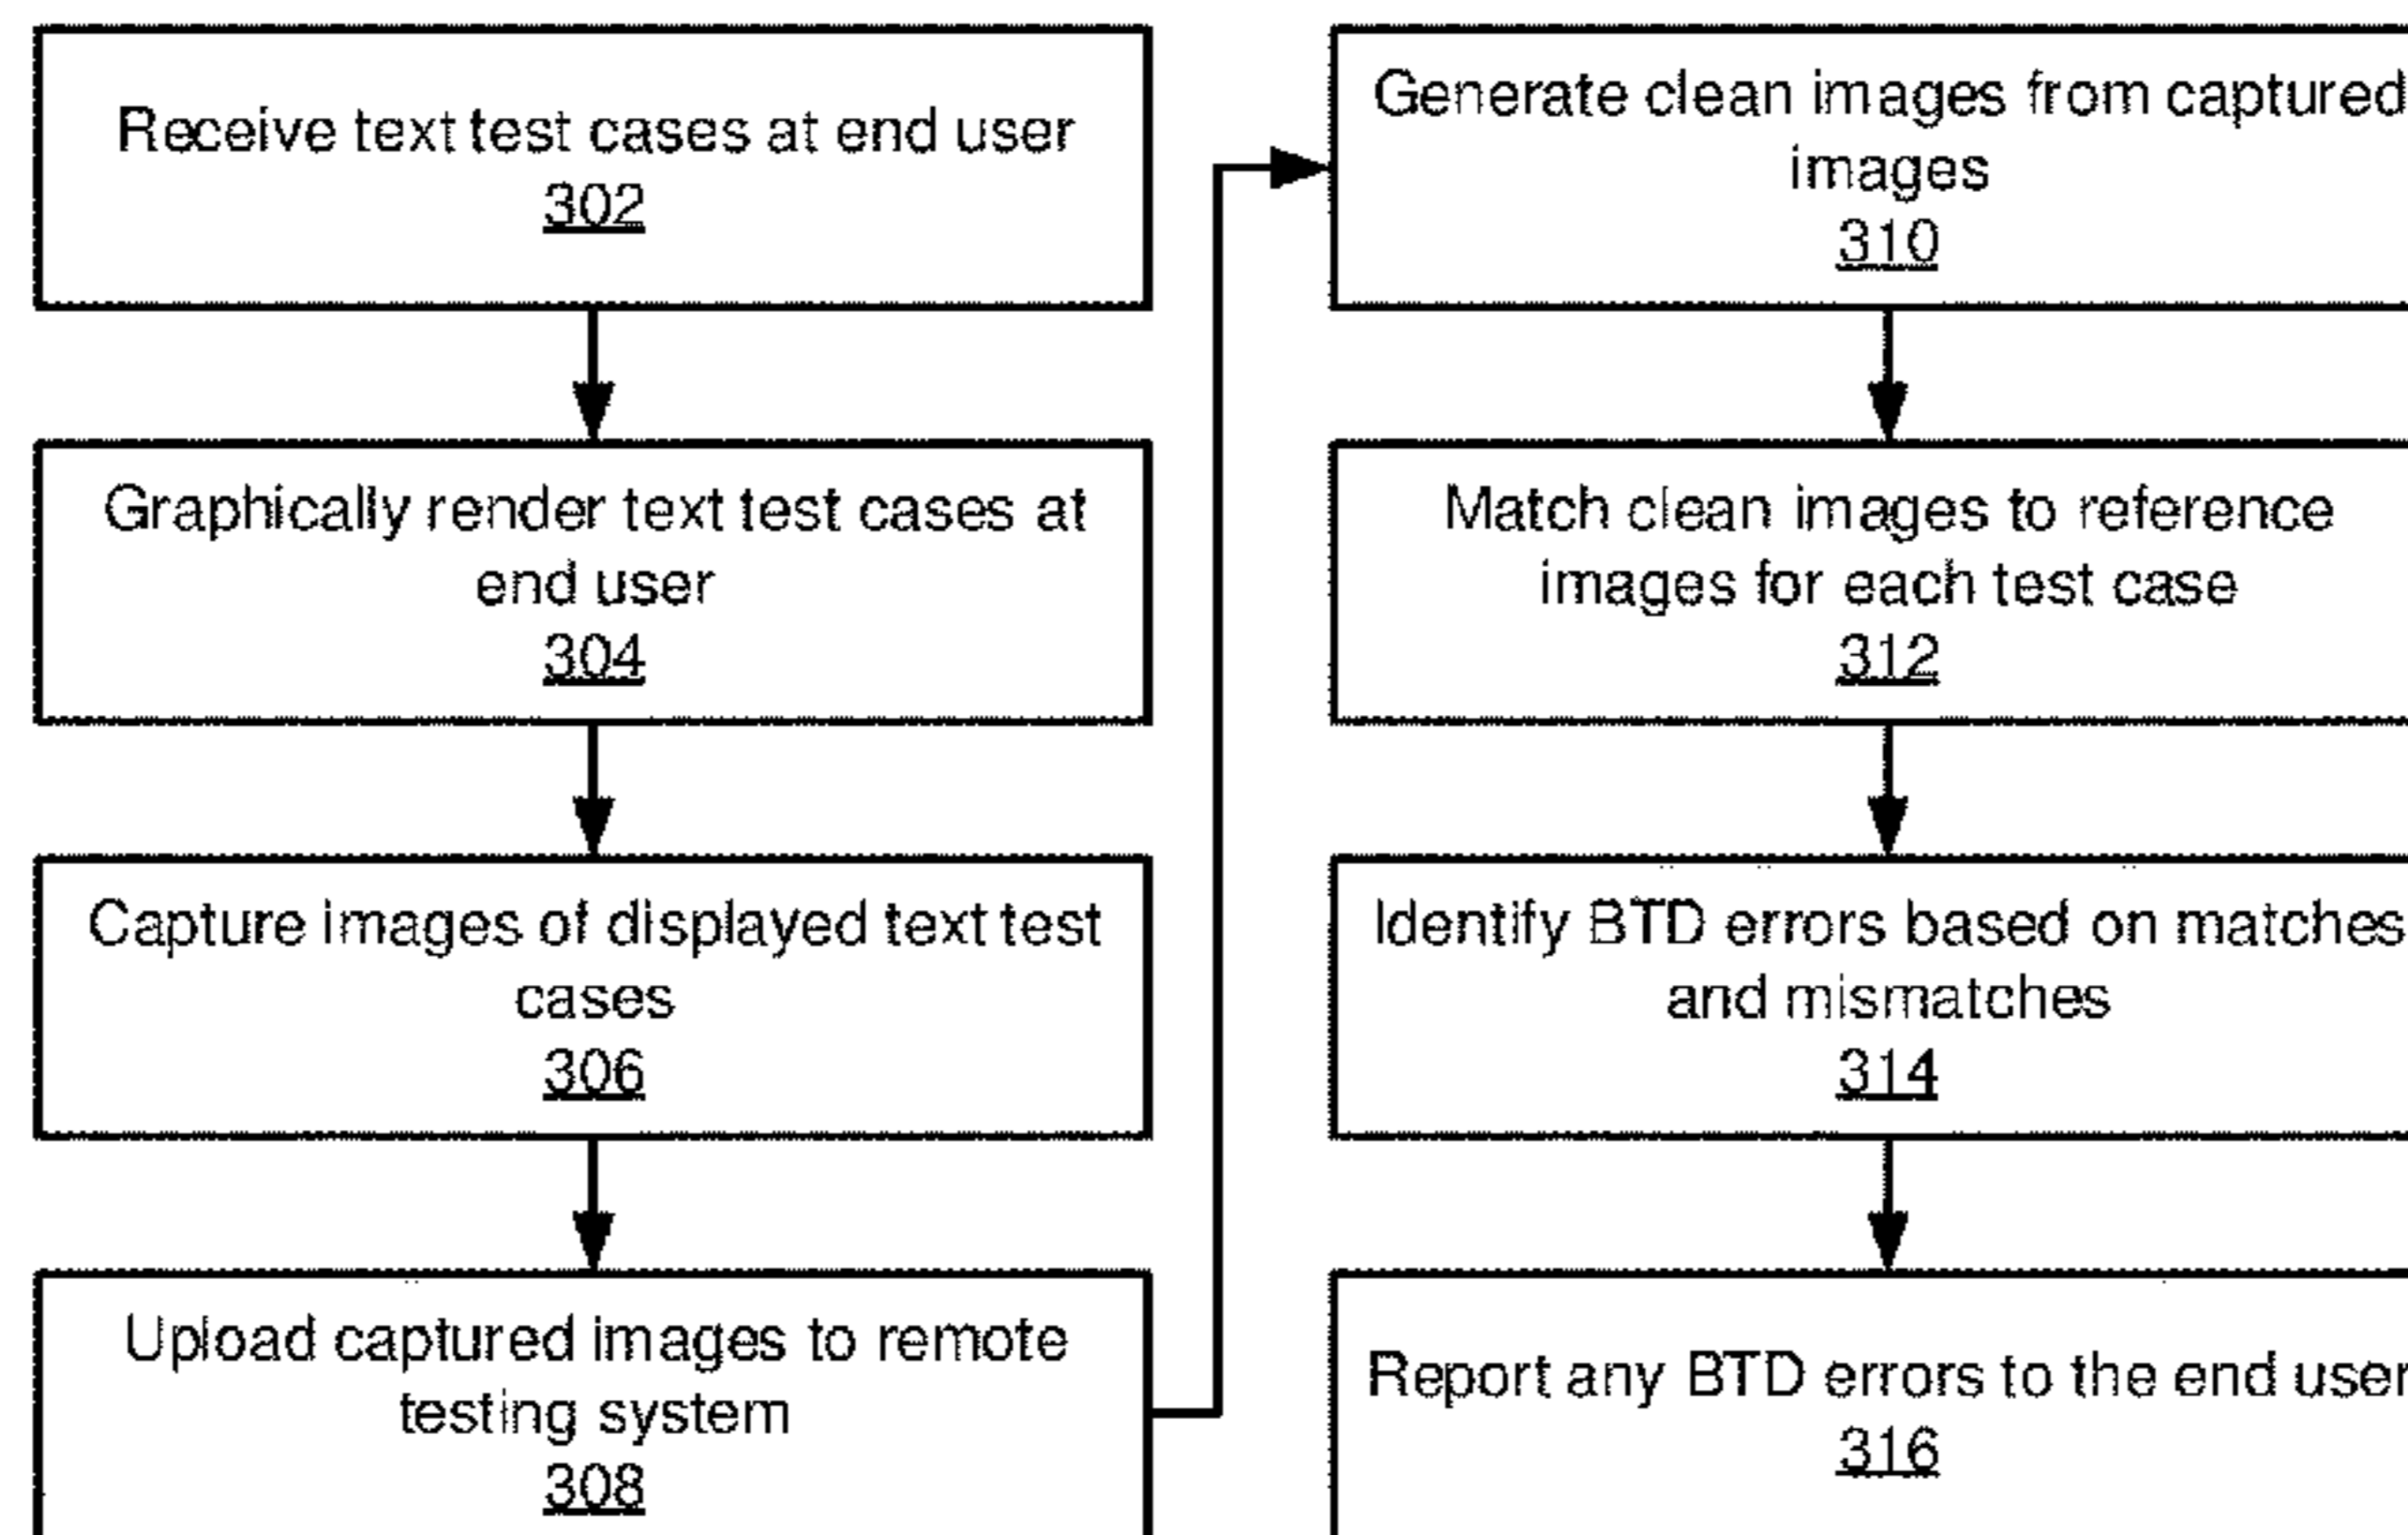 Receive text test cases at end user
302
Graphically render text test cases at
end user
304
Capture images of displayed text test
cases
306
Upload captured images to remote
testing system
308
Generate clean images from captured
images
310
Match clean images to reference
images for each test case
312
Identify BTD errors based on matches
and mismatches
314
Report any BTD errors to the end user
316